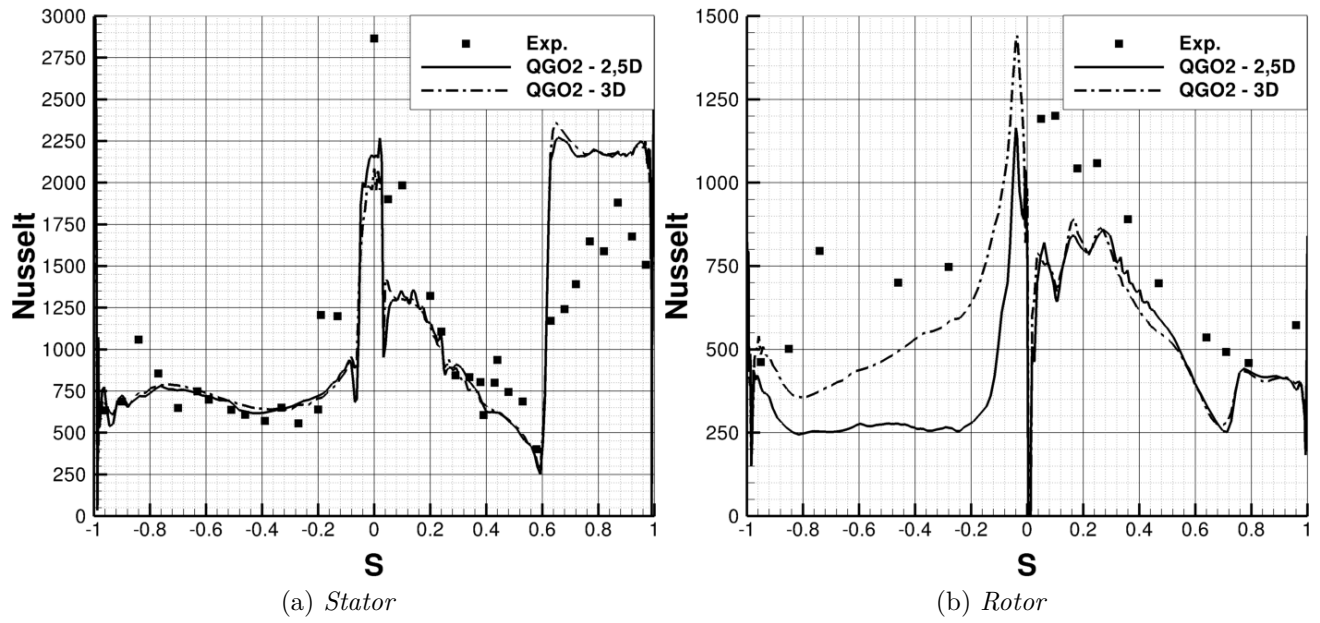 3000
2750
2500
2250
2000
1750
1500
1250
1000
750
500
250
0
Nusselt
-1 -0.8 -0.6 -0.4 -0.2 0 0.2 0.4 0.6 0.8 1
S
Exp.
QGO2 - 2,5D
QGO2 - 3D
(a) Stator
1500
1250
1000
750
500
250
0
Nusselt
-1 -0.8 -0.6 -0.4 -0.2 0 0.2 0.4 0.6 0.8 1
S
Exp.
QGO2 - 2,5D
QGO2 - 3D
(b) Rotor